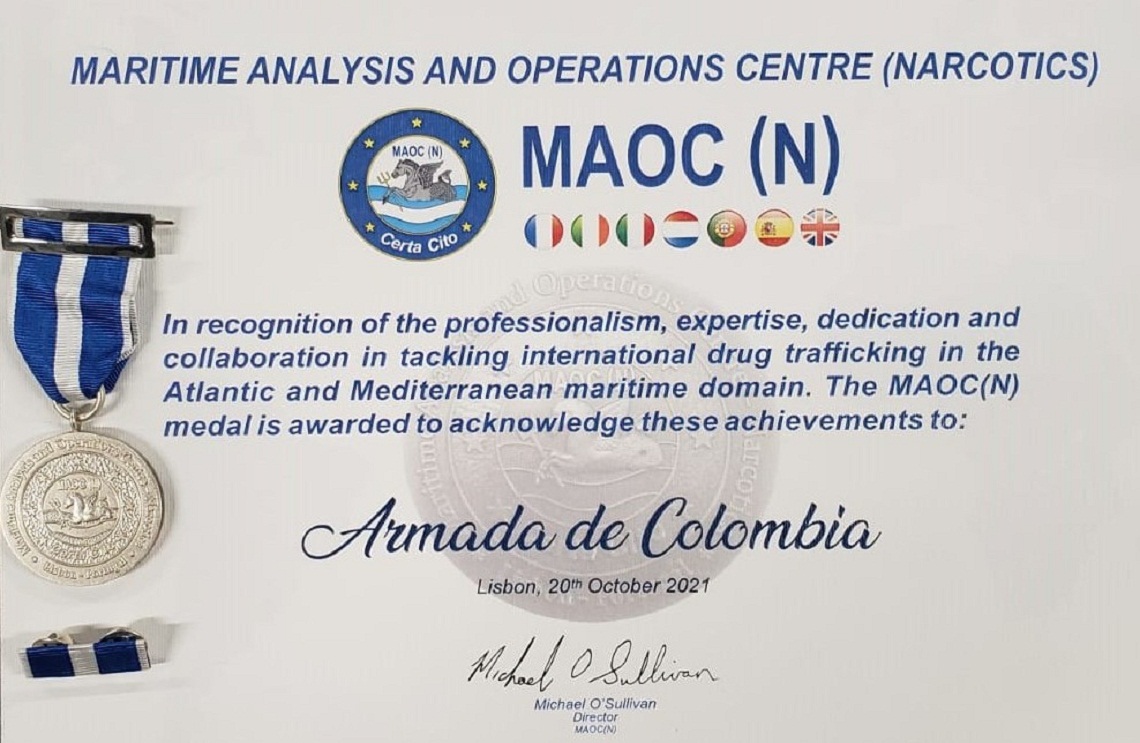 MARITIME ANALYSIS AND OPERATIONS CENTRE (NARCOTICS)
MAOC (N)
Certa Cito
MAOC (N)
In recognition of the professionalism, expertise, dedication and
collaboration in tackling international drug trafficking in the
Atlantic and Mediterranean maritime domain. The MAOC(N)
medal is awarded to acknowledge these achievements to:
Armada de Colombia
Lisbon, 20th October 2021
Michael O Sullivan
Michael O'Sullivan
Director
MAOC(N)